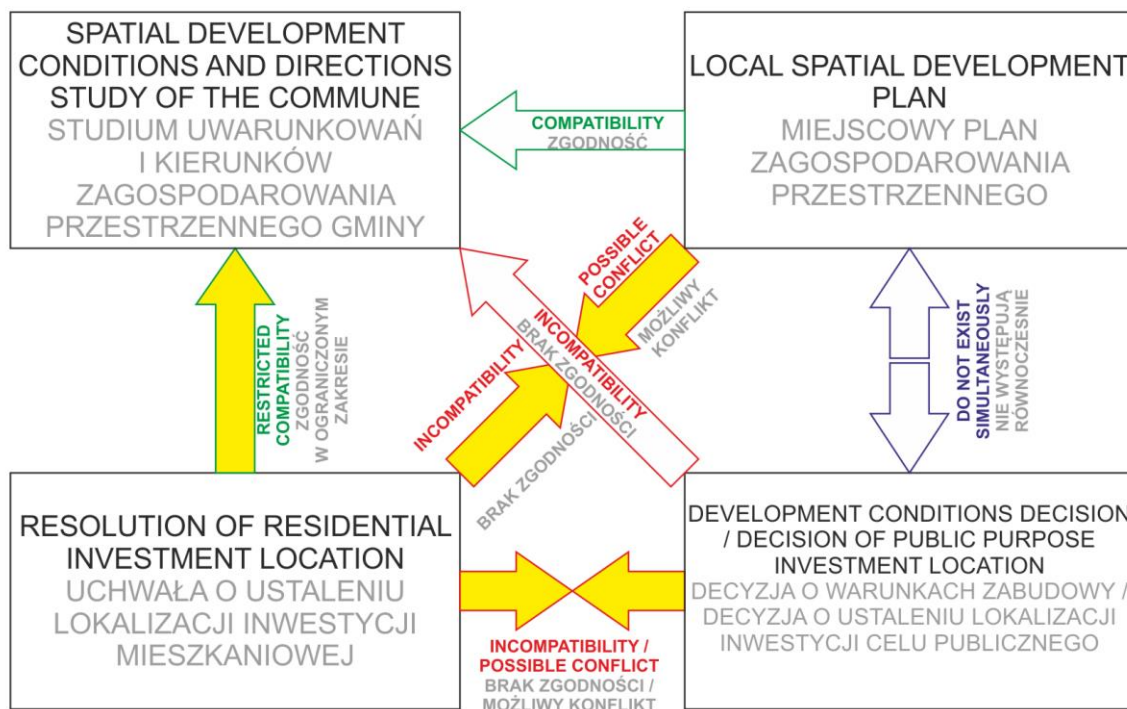 SPATIAL DEVELOPMENT
CONDITIONS AND DIRECTIONS
STUDY OF THE COMMUNE
STUDIUM UWARUNKOWAŃ
I KIERUNKÓW
ZAGOSPODAROWANIA
PRZESTRZENNEGO GMINY
COMPATIBILITY
ZGODNOŚĆ
LOCAL SPATIAL DEVELOPMENT
PLAN
MIEJSCOWY PLAN
ZAGOSPODAROWANIA
PRZESTRZENNEGO
RESTRICTED
COMPATIBILITY
ZGODNOŚĆ
W OGRANICZONYM
ZAKRESIE
INCOMPATIBILITY
BRAK ZGODNOŚCI
POSSIBLE
CONFLICT
MOŻLIWY
KONFLIKT
INCOMPATIBILITY
BRAK ZGODNOŚCI
DO NOT EXIST
SIMULTANEOUSLY
NIE WYSTĘPUJĄ
RÓWNOCZEŚNIE
RESOLUTION OF RESIDENTIAL
INVESTMENT LOCATION
UCHWAŁA O USTALENIU
LOKALIZACJI INWESTYCJI
MIESZKANIOWEJ
INCOMPATIBILITY /
POSSIBLE CONFLICT
BRAK ZGODNOŚCI /
MOŻLIWY KONFLIKT
DEVELOPMENT CONDITIONS DECISION
/ DECISION OF PUBLIC PURPOSE
INVESTMENT LOCATION
DECYZJA O WARUNKACH ZABUDOWY /
DECYZJA O USTALENIU LOKALIZACJI
INWESTYCJI CELU PUBLICZNEGO